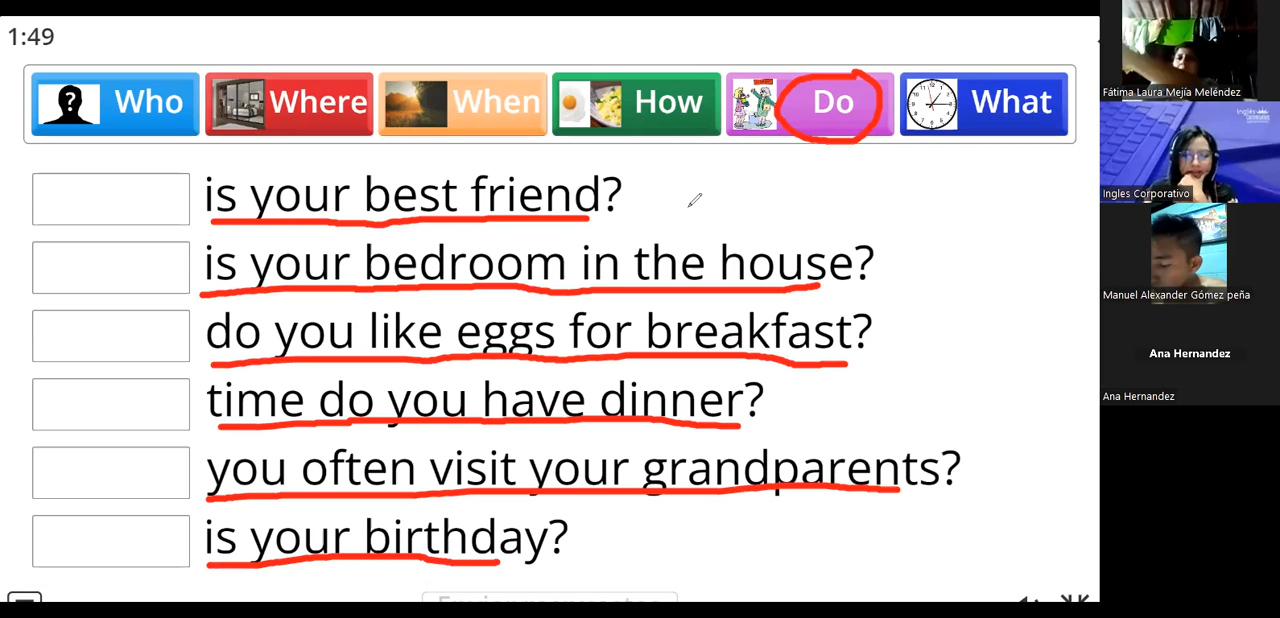 1:49
Who Where When How Do What
is your best friend?
is your bedroom in the house?
do you like eggs for breakfast?
time do you have dinner?
you often visit your grandparents?
is your birthday?
Fátima Laura Mejía Meléndez
Ingles Corporativo
Manuel Alexander Gómez peña
Ana Hernandez
Ana Hernandez